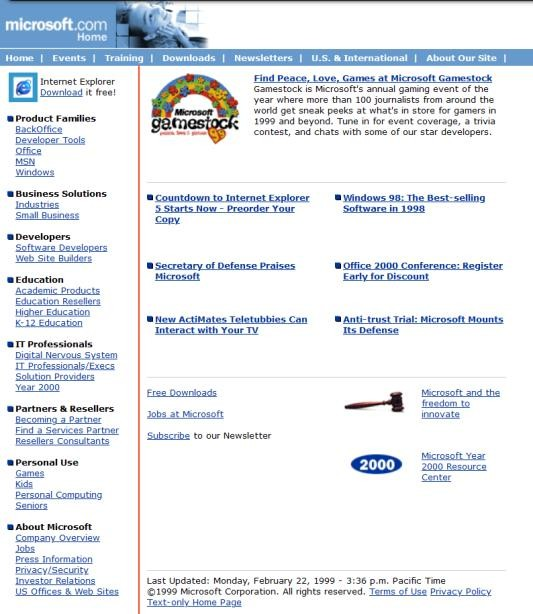 microsoft.com
Home
Home | Events | Training | Downloads | Newsletters | U.S. & International | About Our Site |
Internet Explorer
Download it free!
Product Families
BackOffice
Developer Tools
Office
MSN
Windows
Business Solutions
Industries
Small Business
Developers
Software Developers
Web Site Builders
Education
Academic Products
Education Resellers
Higher Education
K-12 Education
IT Professionals
Digital Nervous System
IT Professionals/Execs
Solution Providers
Year 2000
Partners & Resellers
Becoming a Partner
Find a Services Partner
Resellers Consultants
Personal Use
Games
Kids
Personal Computing
Seniors
About Microsoft
Company Overview
Jobs
Press Information
Privacy/Security
Investor Relations
US Offices & Web Sites
Microsoft
gamestock
99
Find Peace, Love, Games at Microsoft Gamestock
Gamestock is Microsoft's annual gaming event of the
year where more than 100 journalists from around the
world get sneak peeks at what's in store for gamers in
1999 and beyond. Tune in for event coverage, a trivia
contest, and chats with some of our star developers.
Countdown to Internet Explorer
5 Starts Now - Preorder Your
Copy
Windows 98: The Best-selling
Software in 1998
Secretary of Defense Praises
Microsoft
Office 2000 Conference: Register
Early for Discount
New ActiMates Teletubbies Can
Interact with Your TV
Anti-trust Trial: Microsoft Mounts
Its Defense
Free Downloads
Jobs at Microsoft
Subscribe to our Newsletter
Microsoft and the
freedom to
innovate
2000
Microsoft Year
2000 Resource
Center
Last Updated: Monday, February 22, 1999 - 3:36 p.m. Pacific Time
©1999 Microsoft Corporation. All rights reserved. Terms of Use Privacy Policy
Text-only Home Page